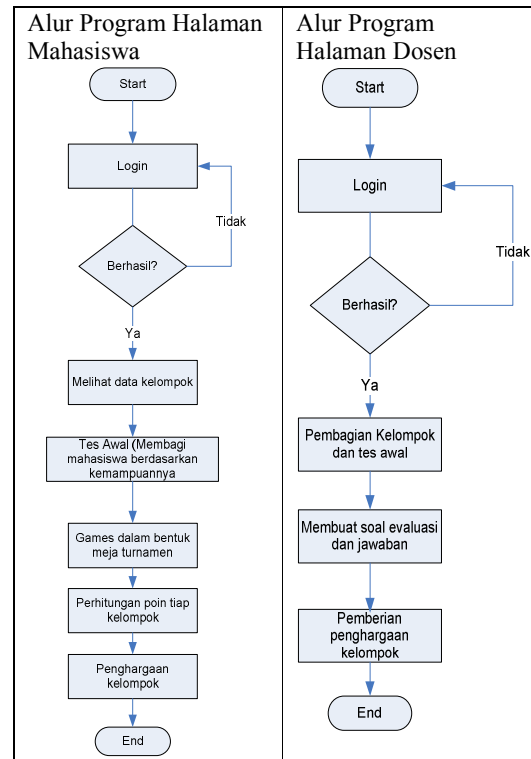 Alur Program Halaman
Mahasiswa
Start
Login
Tidak
Berhasil?
Ya
Melihat data kelompok
Tes Awal (Membagi
mahasiswa berdasarkan
kemampuannya
Games dalam bentuk
meja turnamen
Perhitungan poin tiap
kelompok
Penghargaan
kelompok
End
Alur Program
Halaman Dosen
Start
Login
Tidak
Berhasil?
Ya
Pembagian Kelompok
dan tes awal
Membuat soal evaluasi
dan jawaban
Pemberian
penghargaan
kelompok
End